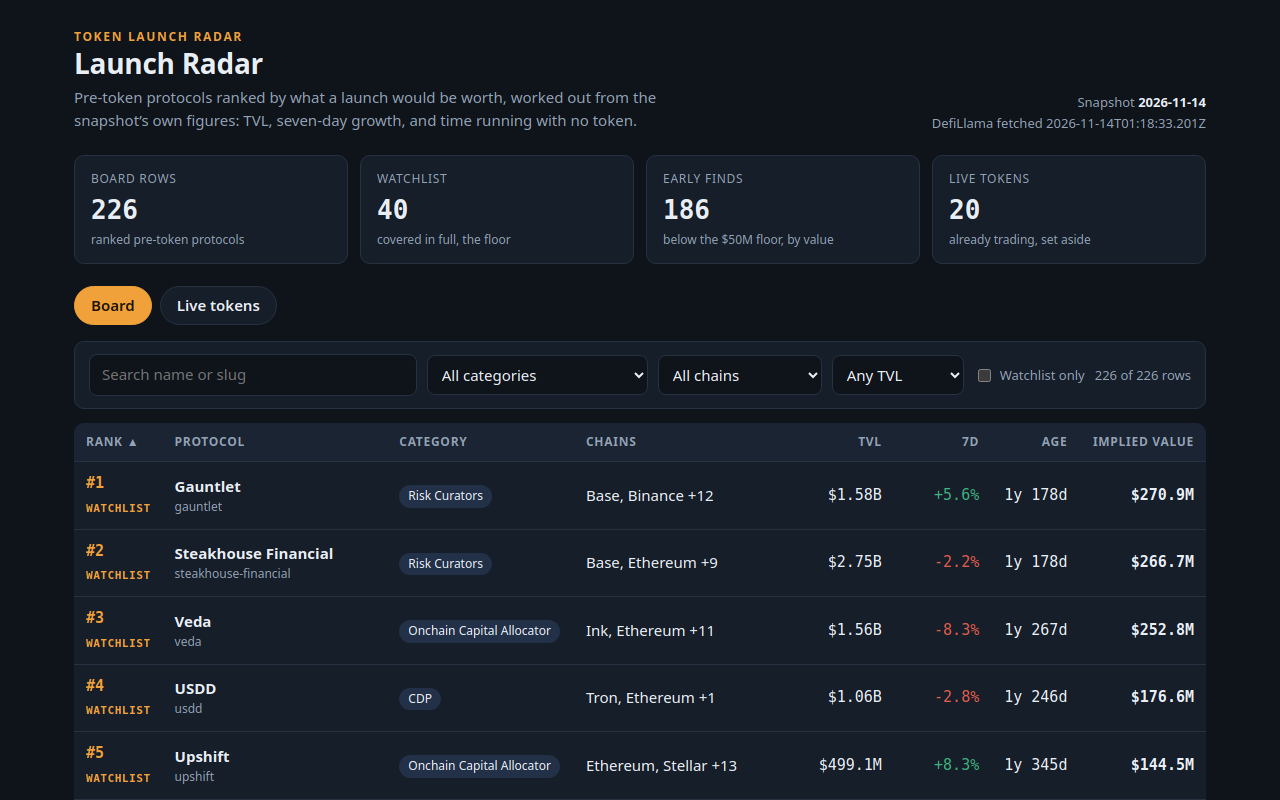 TOKEN LAUNCH RADAR
Launch Radar
Pre-token protocols ranked by what a launch would be worth, worked out from the
snapshot's own figures: TVL, seven-day growth, and time running with no token.
Snapshot 2026-11-14
DefiLlama fetched 2026-11-14T01:18:33.201Z
BOARD ROWS
226
ranked pre-token protocols
WATCHLIST
40
covered in full, the floor
EARLY FINDS
186
below the $50M floor, by value
LIVE TOKENS
20
already trading, set aside
Board
Live tokens
Search name or slug
All categories
All chains
Any TVL
Watchlist only
226 of 226 rows
RANK ▲ PROTOCOL CATEGORY CHAINS TVL 7D AGE IMPLIED VALUE
#1 WATCHLIST Gauntlet gauntlet Risk Curators Base, Binance +12 $1.58B +5.6% 1y 178d $270.9M
#2 WATCHLIST Steakhouse Financial steakhouse-financial Risk Curators Base, Ethereum +9 $2.75B -2.2% 1y 178d $266.7M
#3 WATCHLIST Veda veda Onchain Capital Allocator Ink, Ethereum +11 $1.56B -8.3% 1y 267d $252.8M
#4 WATCHLIST USDD usdd CDP Tron, Ethereum +1 $1.06B -2.8% 1y 246d $176.6M
#5 WATCHLIST Upshift upshift Onchain Capital Allocator Ethereum, Stellar +13 $499.1M +8.3% 1y 345d $144.5M